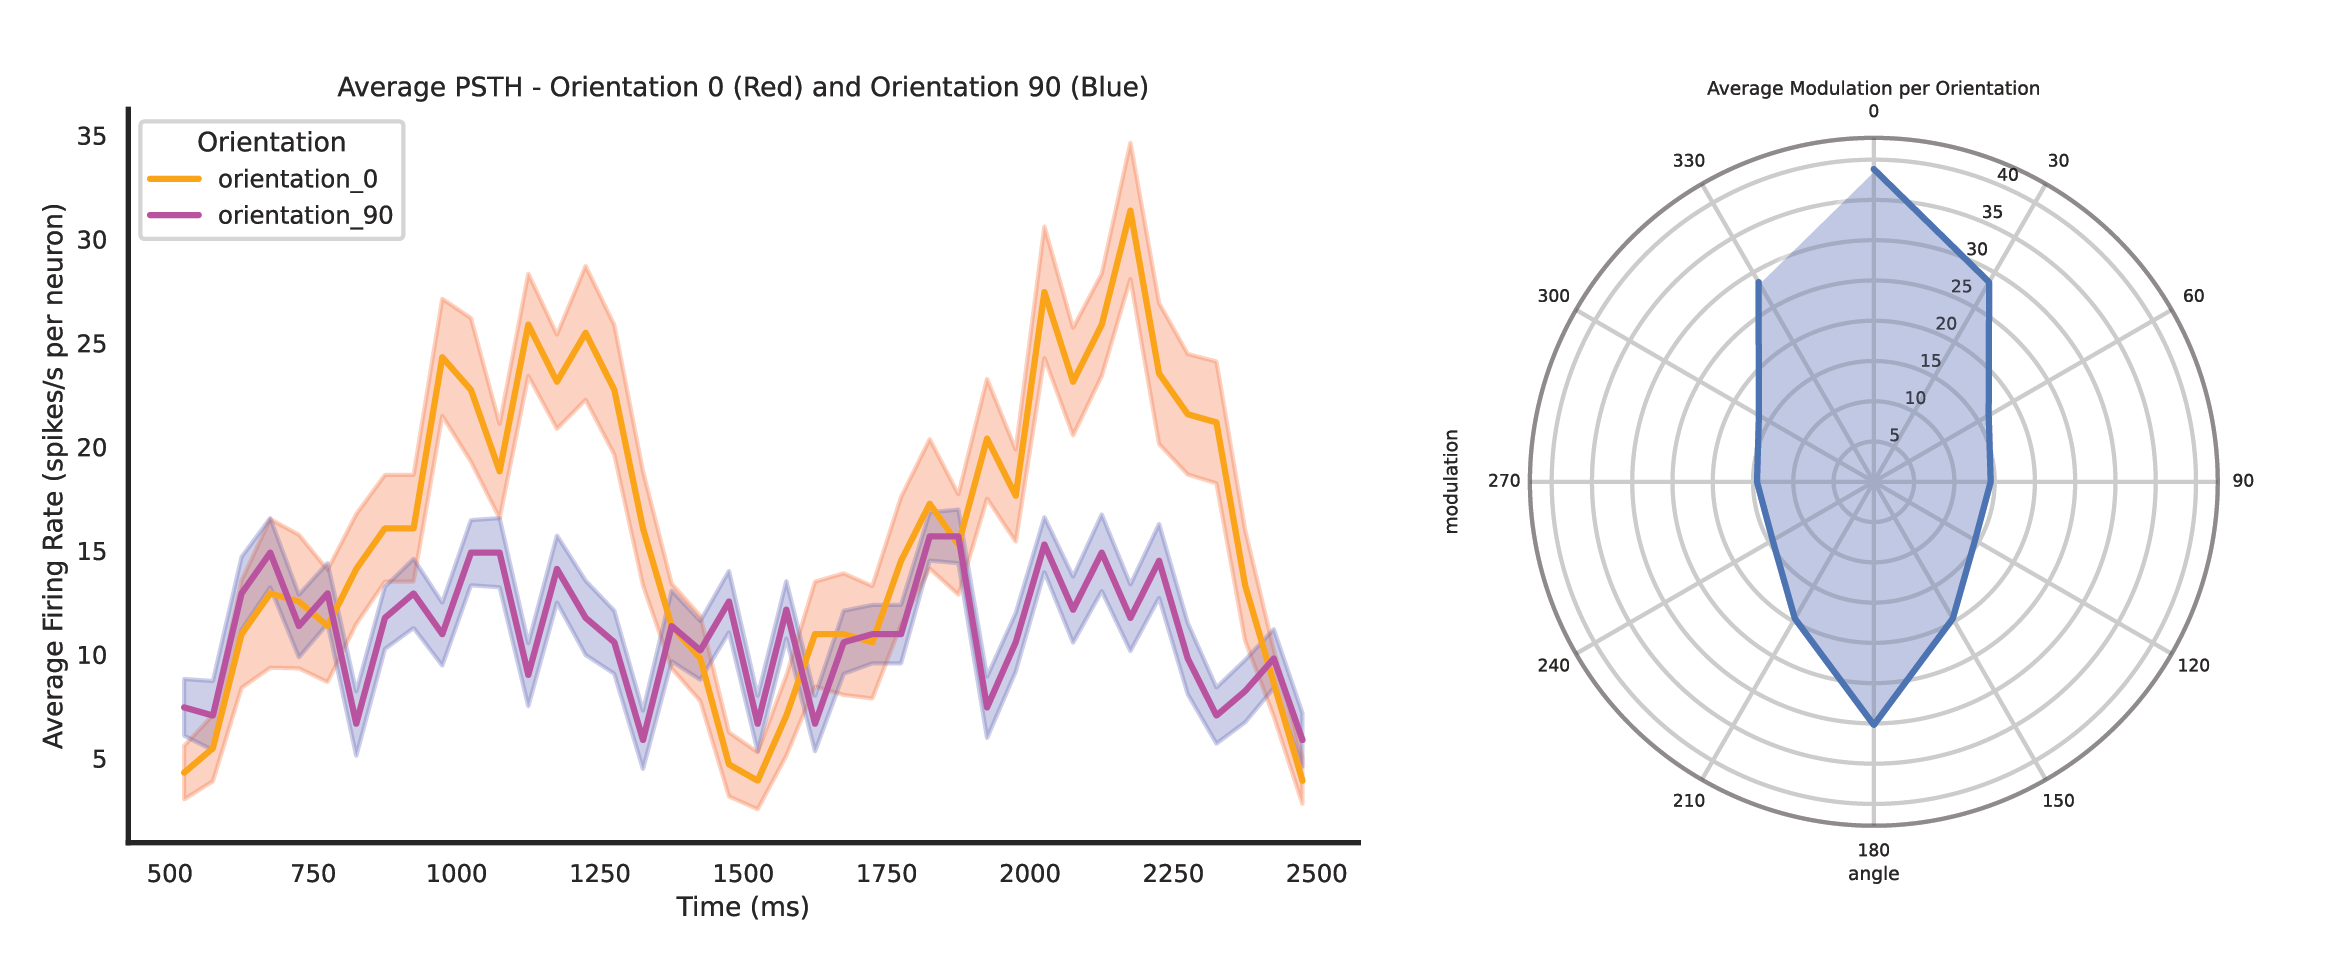 Average PSTH - Orientation 0 (Red) and Orientation 90 (Blue)
Orientation
orientation_0
orientation_90
Average Firing Rate (spikes/s per neuron)
35
30
25
20
15
10
5
500 750 1000 1250 1500 1750 2000 2250 2500
Time (ms)
Average Modulation per Orientation
0
30
60
90
120
150
180
210
240
270
300
330
5
10
15
20
25
30
35
40
modulation
angle